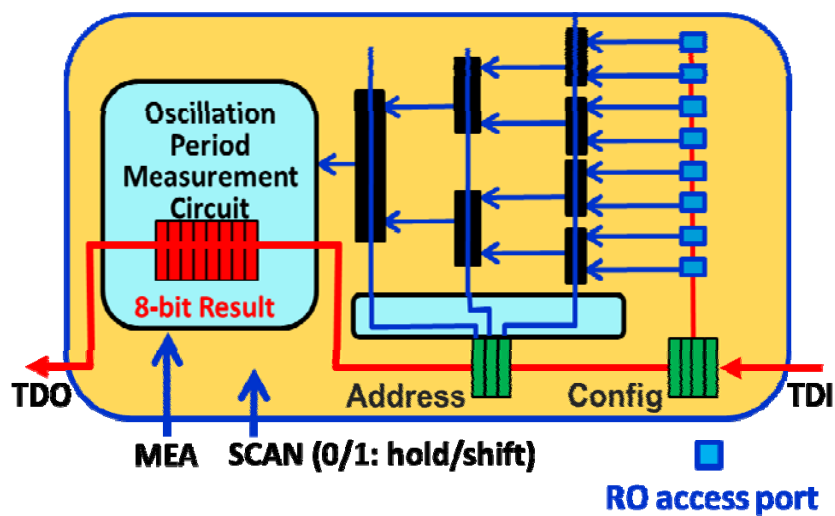 Oscillation
Period
Measurement
Circuit
8-bit Result
TDO
Address
Config
TDI
MEA
SCAN (0/1: hold/shift)
RO access port